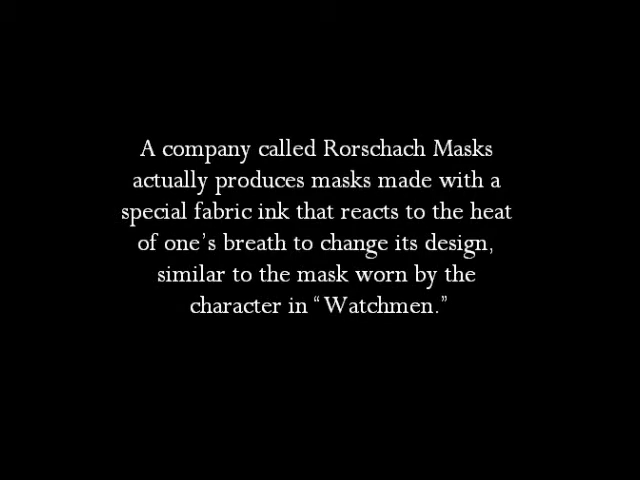 A company called Rorschach Masks
actually produces masks made with a
special fabric ink that reacts to the heat
of one’s breath to change its design,
similar to the mask worn by the
character in “Watchmen.”